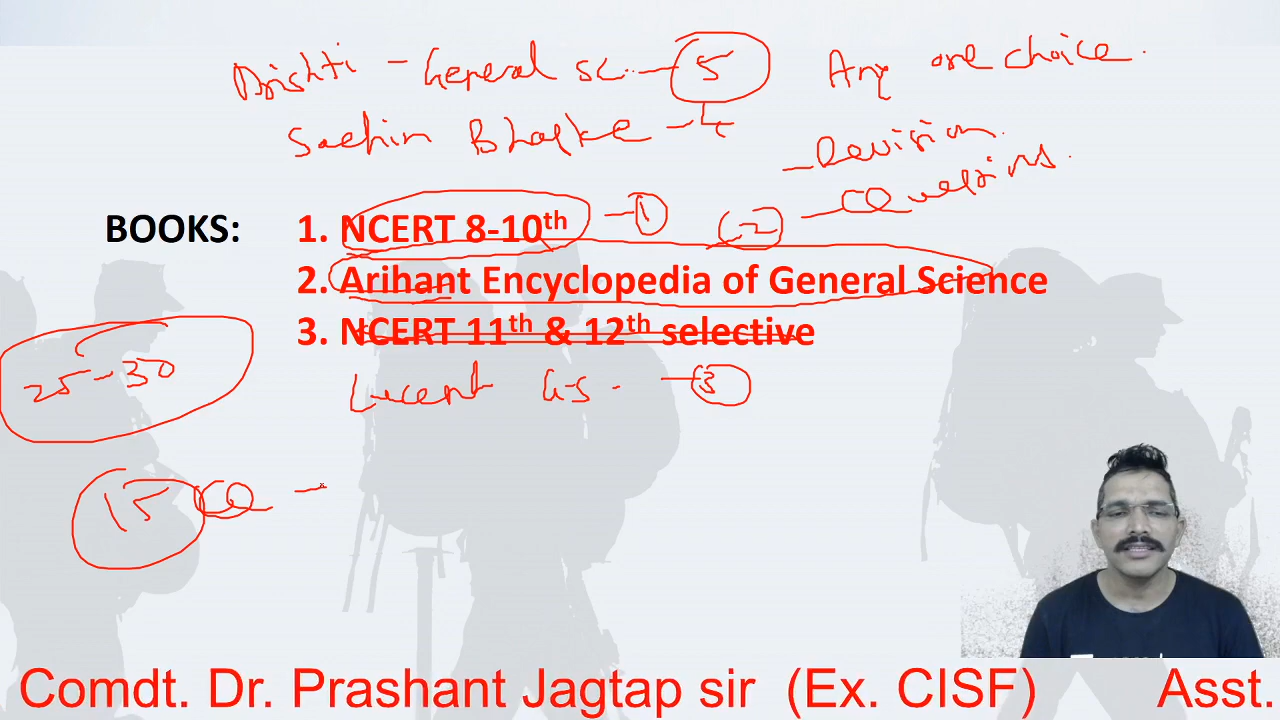 Drishti - General sc. - 5 Any one choice.
Sachin Bhalke - 4
- Revision.
- Questions.
BOOKS: 1. NCERT 8-10th - 1
2
2. Arihant Encyclopedia of General Science
3. NCERT 11th & 12th selective
25-30
Lucent GS - 3
15 Q -
Comdt. Dr. Prashant Jagtap sir (Ex. CISF) Asst.